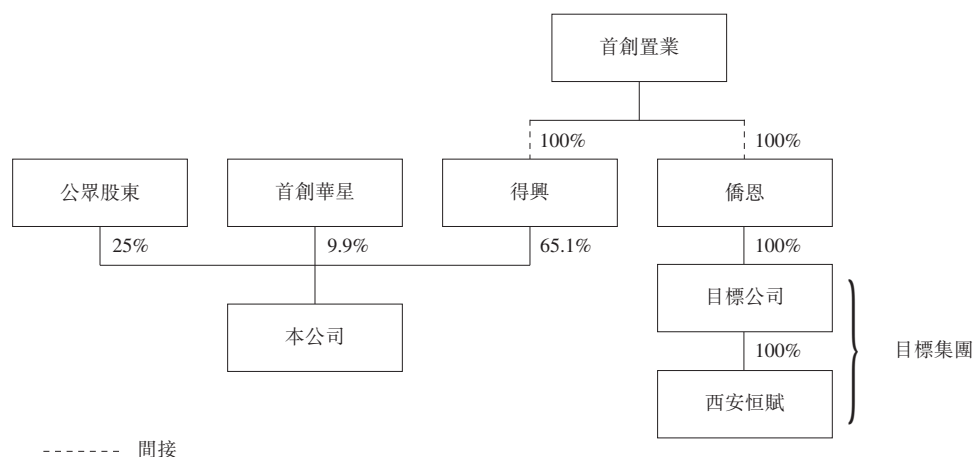 首創置業
100%
100%
公眾股東
首創華星
得興
僑恩
25%
9.9%
65.1%
100%
目標公司
本公司
100%
目標集團
西安恒賦
間接